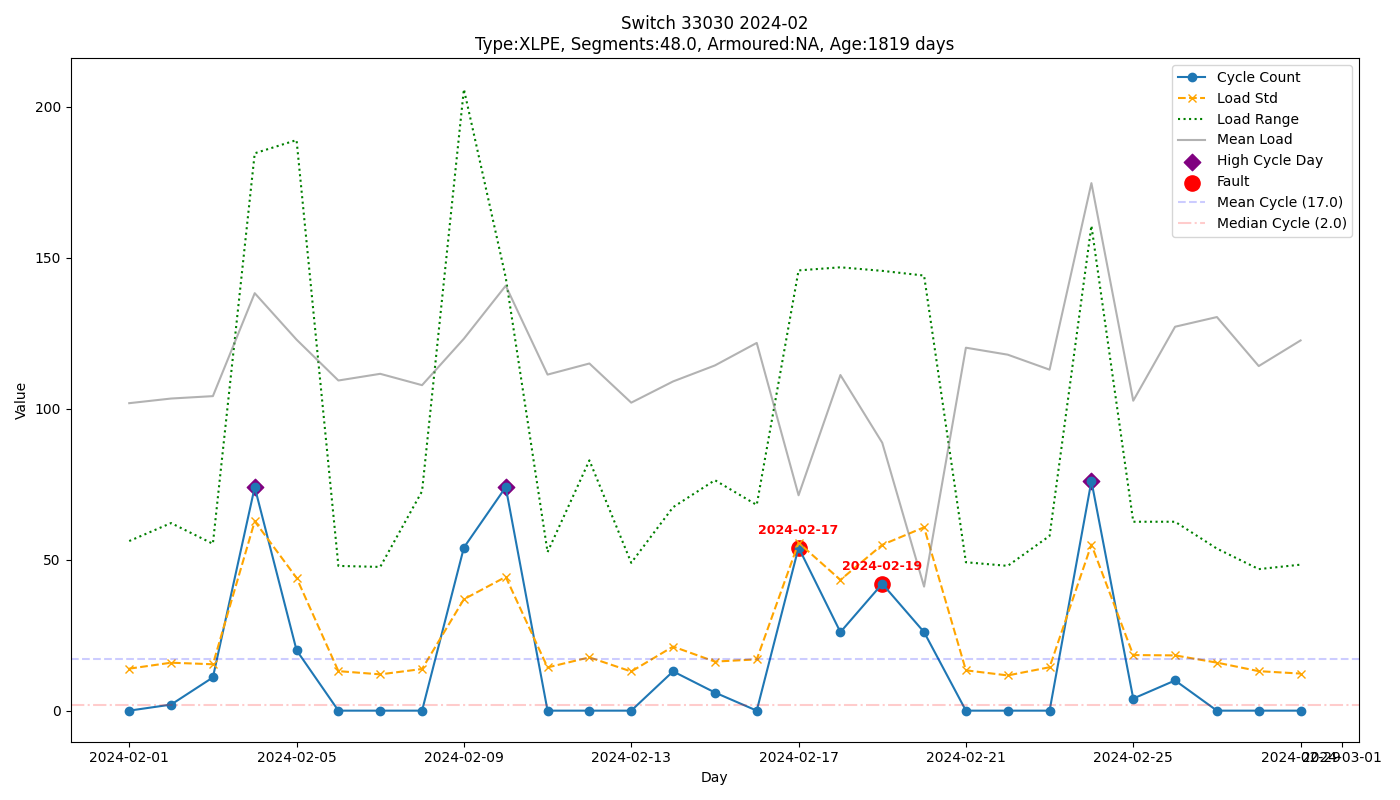 Switch 33030 2024-02
Type:XLPE, Segments:48.0, Armoured:NA, Age:1819 days
Cycle Count
Load Std
Load Range
Mean Load
High Cycle Day
Fault
Mean Cycle (17.0)
Median Cycle (2.0)
Value
200
150
100
50
0
2024-02-17
2024-02-19
2024-02-01
2024-02-05
2024-02-09
2024-02-13
2024-02-17
2024-02-21
2024-02-25
2024-02-29
2024-03-01
Day